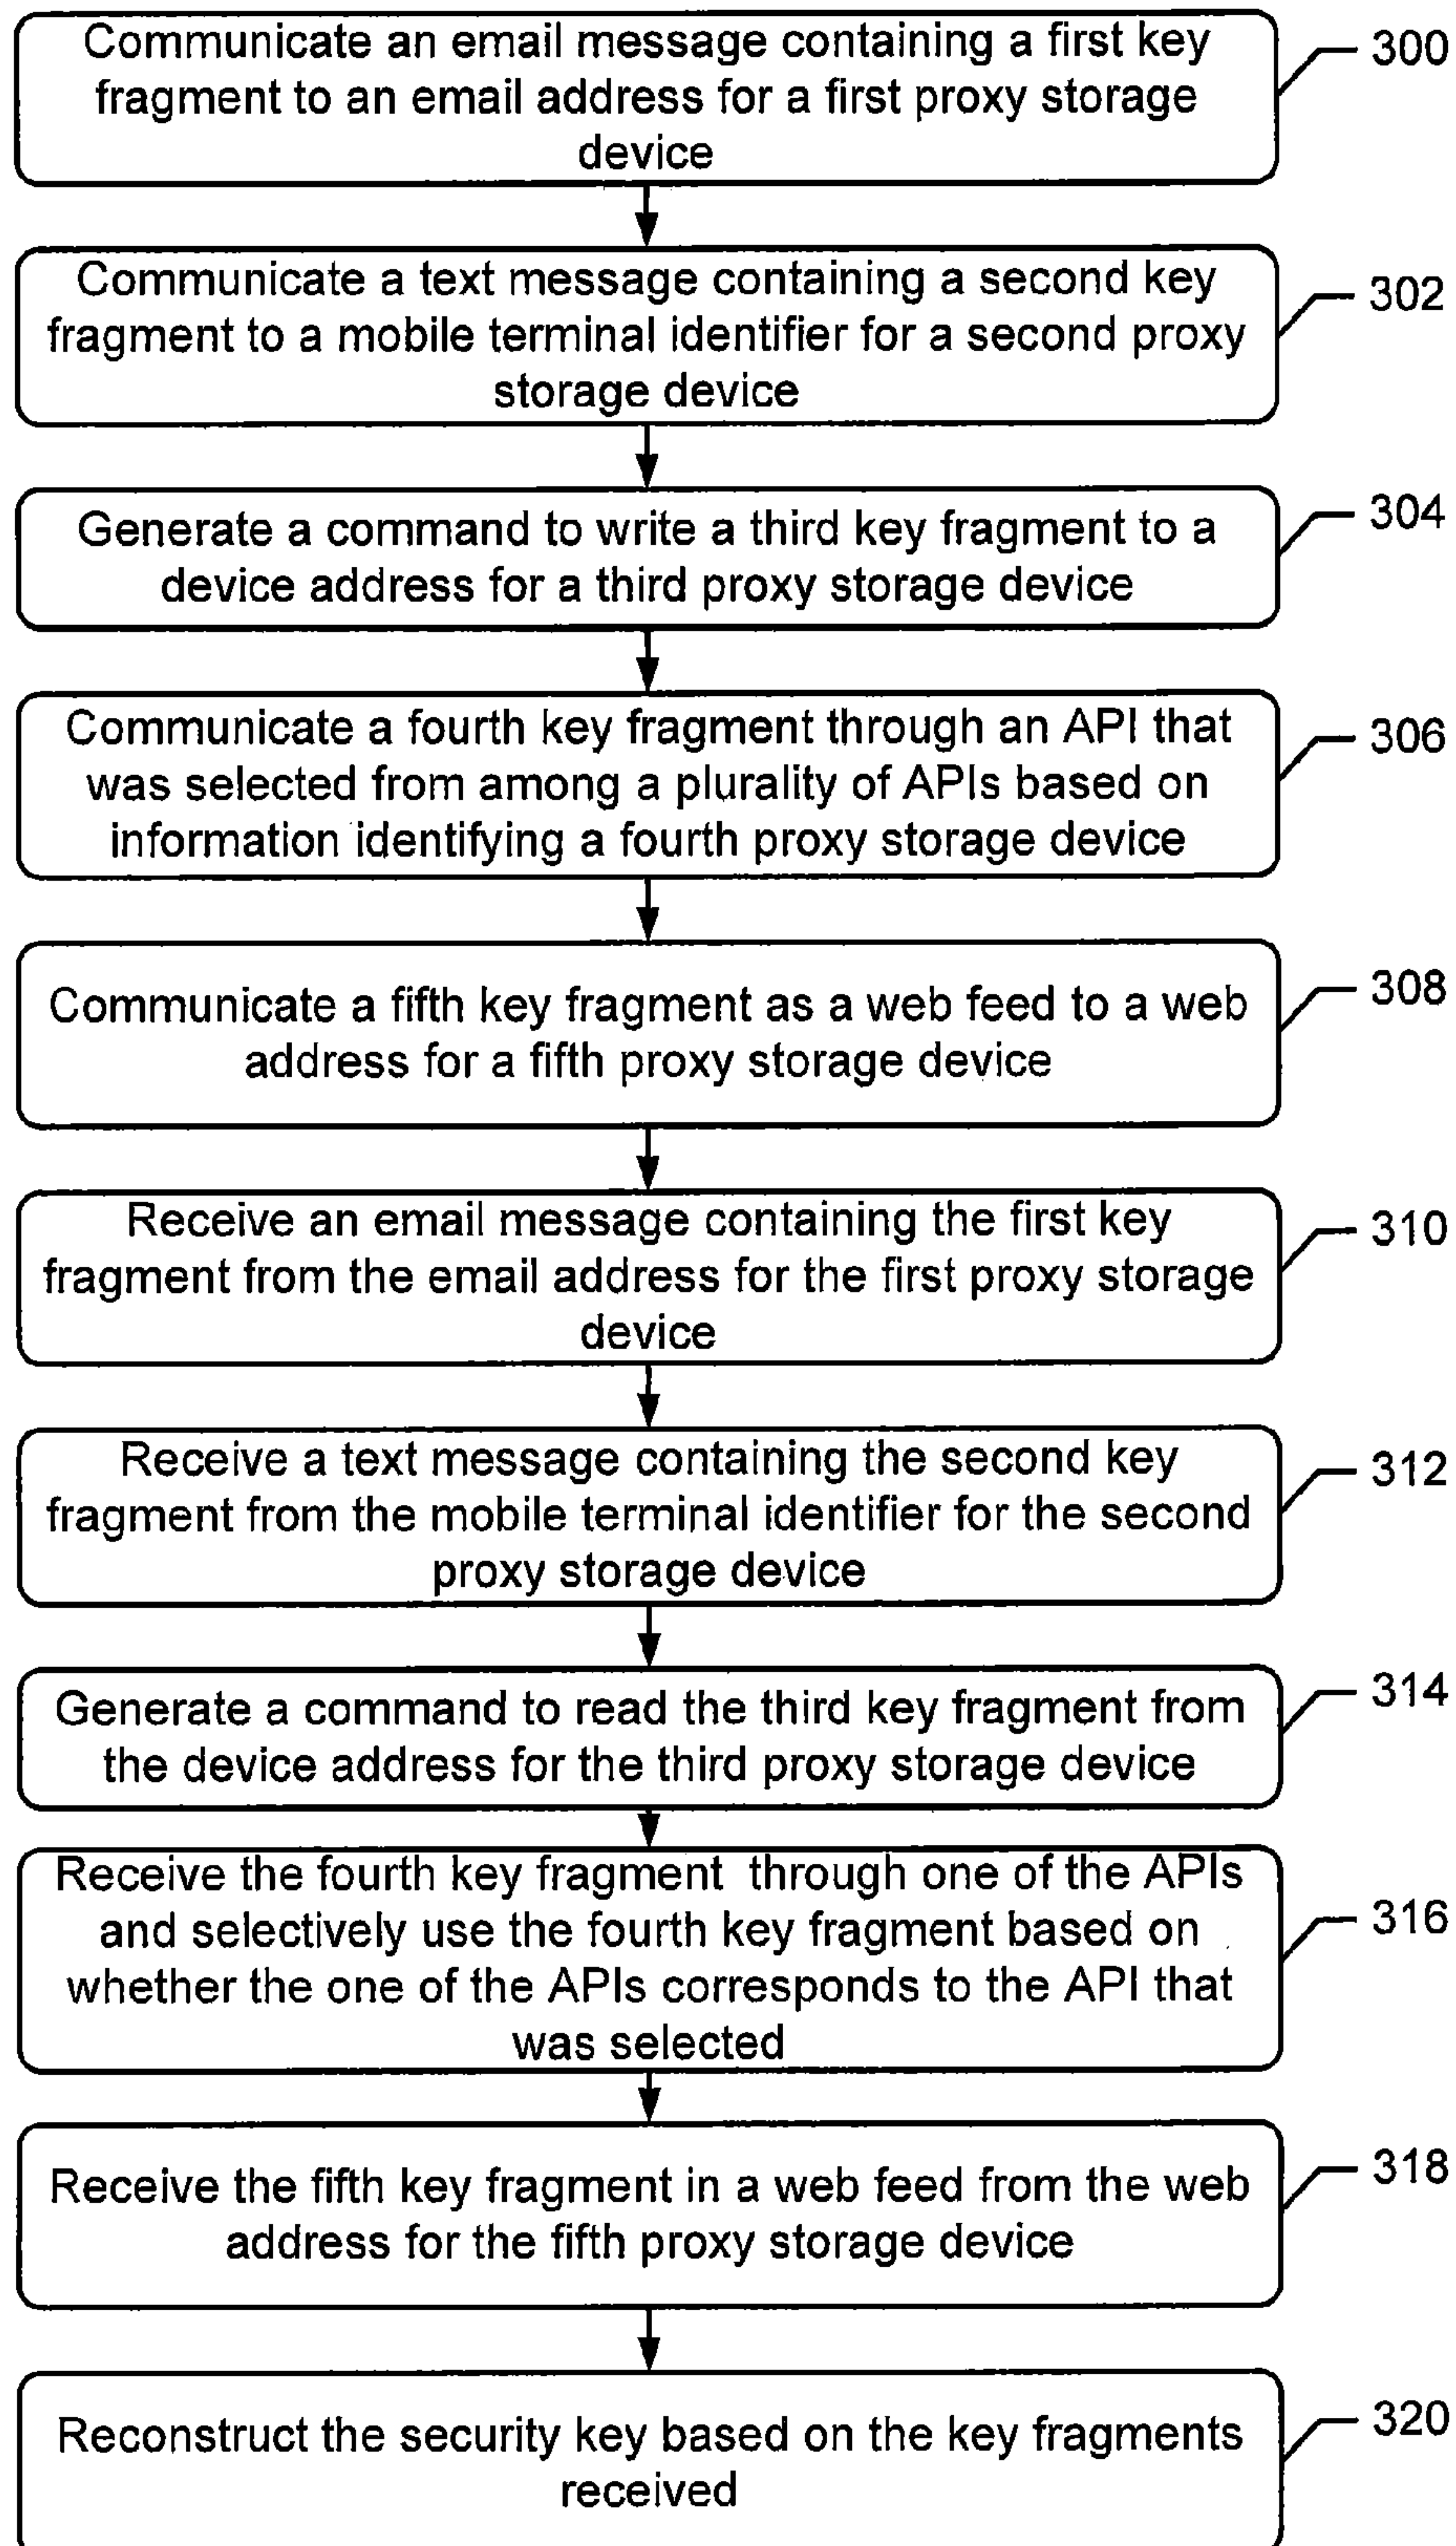 Communicate an email message containing a first key
fragment to an email address for a first proxy storage
device
300
Communicate a text message containing a second key
fragment to a mobile terminal identifier for a second proxy
storage device
302
Generate a command to write a third key fragment to a
device address for a third proxy storage device
304
Communicate a fourth key fragment through an API that
was selected from among a plurality of APIs based on
information identifying a fourth proxy storage device
306
Communicate a fifth key fragment as a web feed to a web
address for a fifth proxy storage device
308
Receive an email message containing the first key
fragment from the email address for the first proxy storage
device
310
Receive a text message containing the second key
fragment from the mobile terminal identifier for the second
proxy storage device
312
Generate a command to read the third key fragment from
the device address for the third proxy storage device
314
Receive the fourth key fragment through one of the APIs
and selectively use the fourth key fragment based on
whether the one of the APIs corresponds to the API that
was selected
316
Receive the fifth key fragment in a web feed from the web
address for the fifth proxy storage device
318
Reconstruct the security key based on the key fragments
received
320